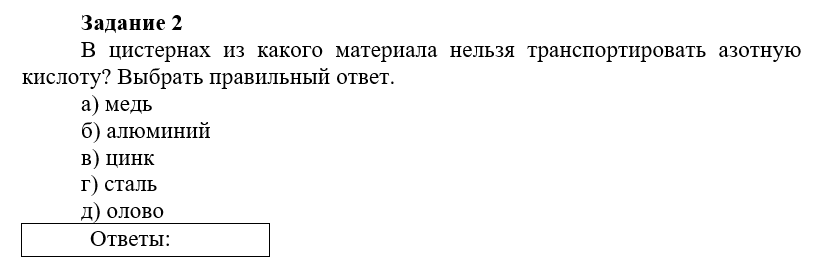 Задание 2
В цистернах из какого материала нельзя транспортировать азотную
кислоту? Выбрать правильный ответ.
а) медь
б) алюминий
в) цинк
г) сталь
д) олово
Ответы: